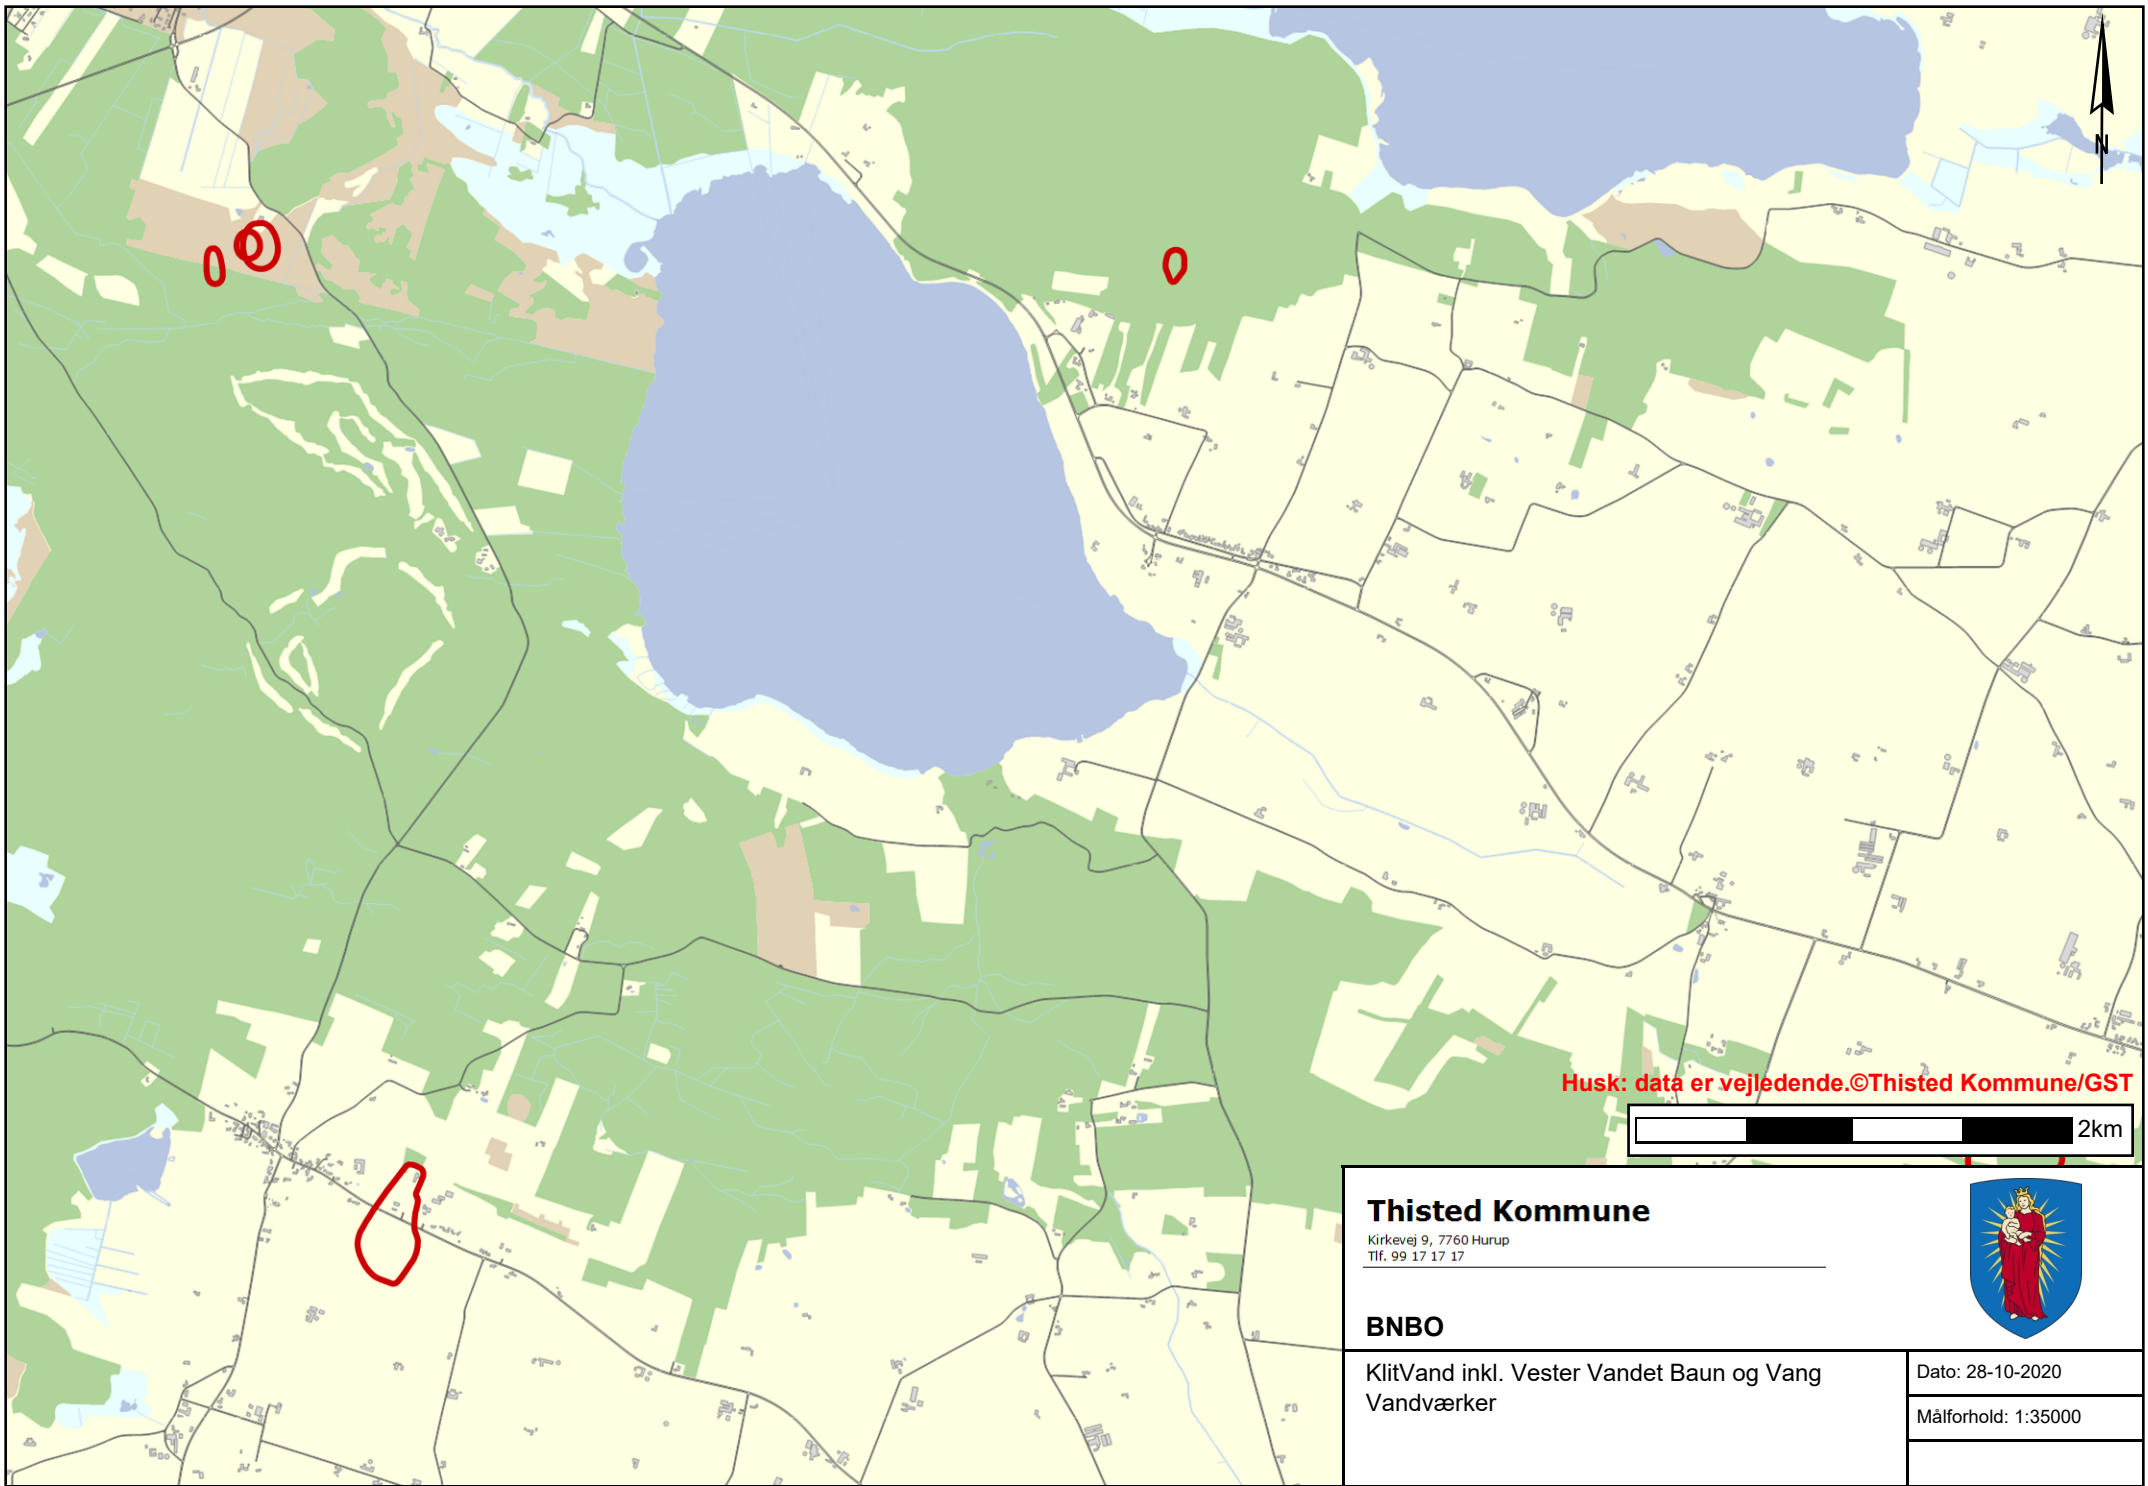 N
Husk: data er vejledende.©Thisted Kommune/GST
2km
Thisted Kommune
Kirkevej 9, 7760 Hurup
Tlf. 99 17 17 17
BNBO
KlitVand inkl. Vester Vandet Baun og Vang
Vandværker
Dato: 28-10-2020
Målforhold: 1:35000